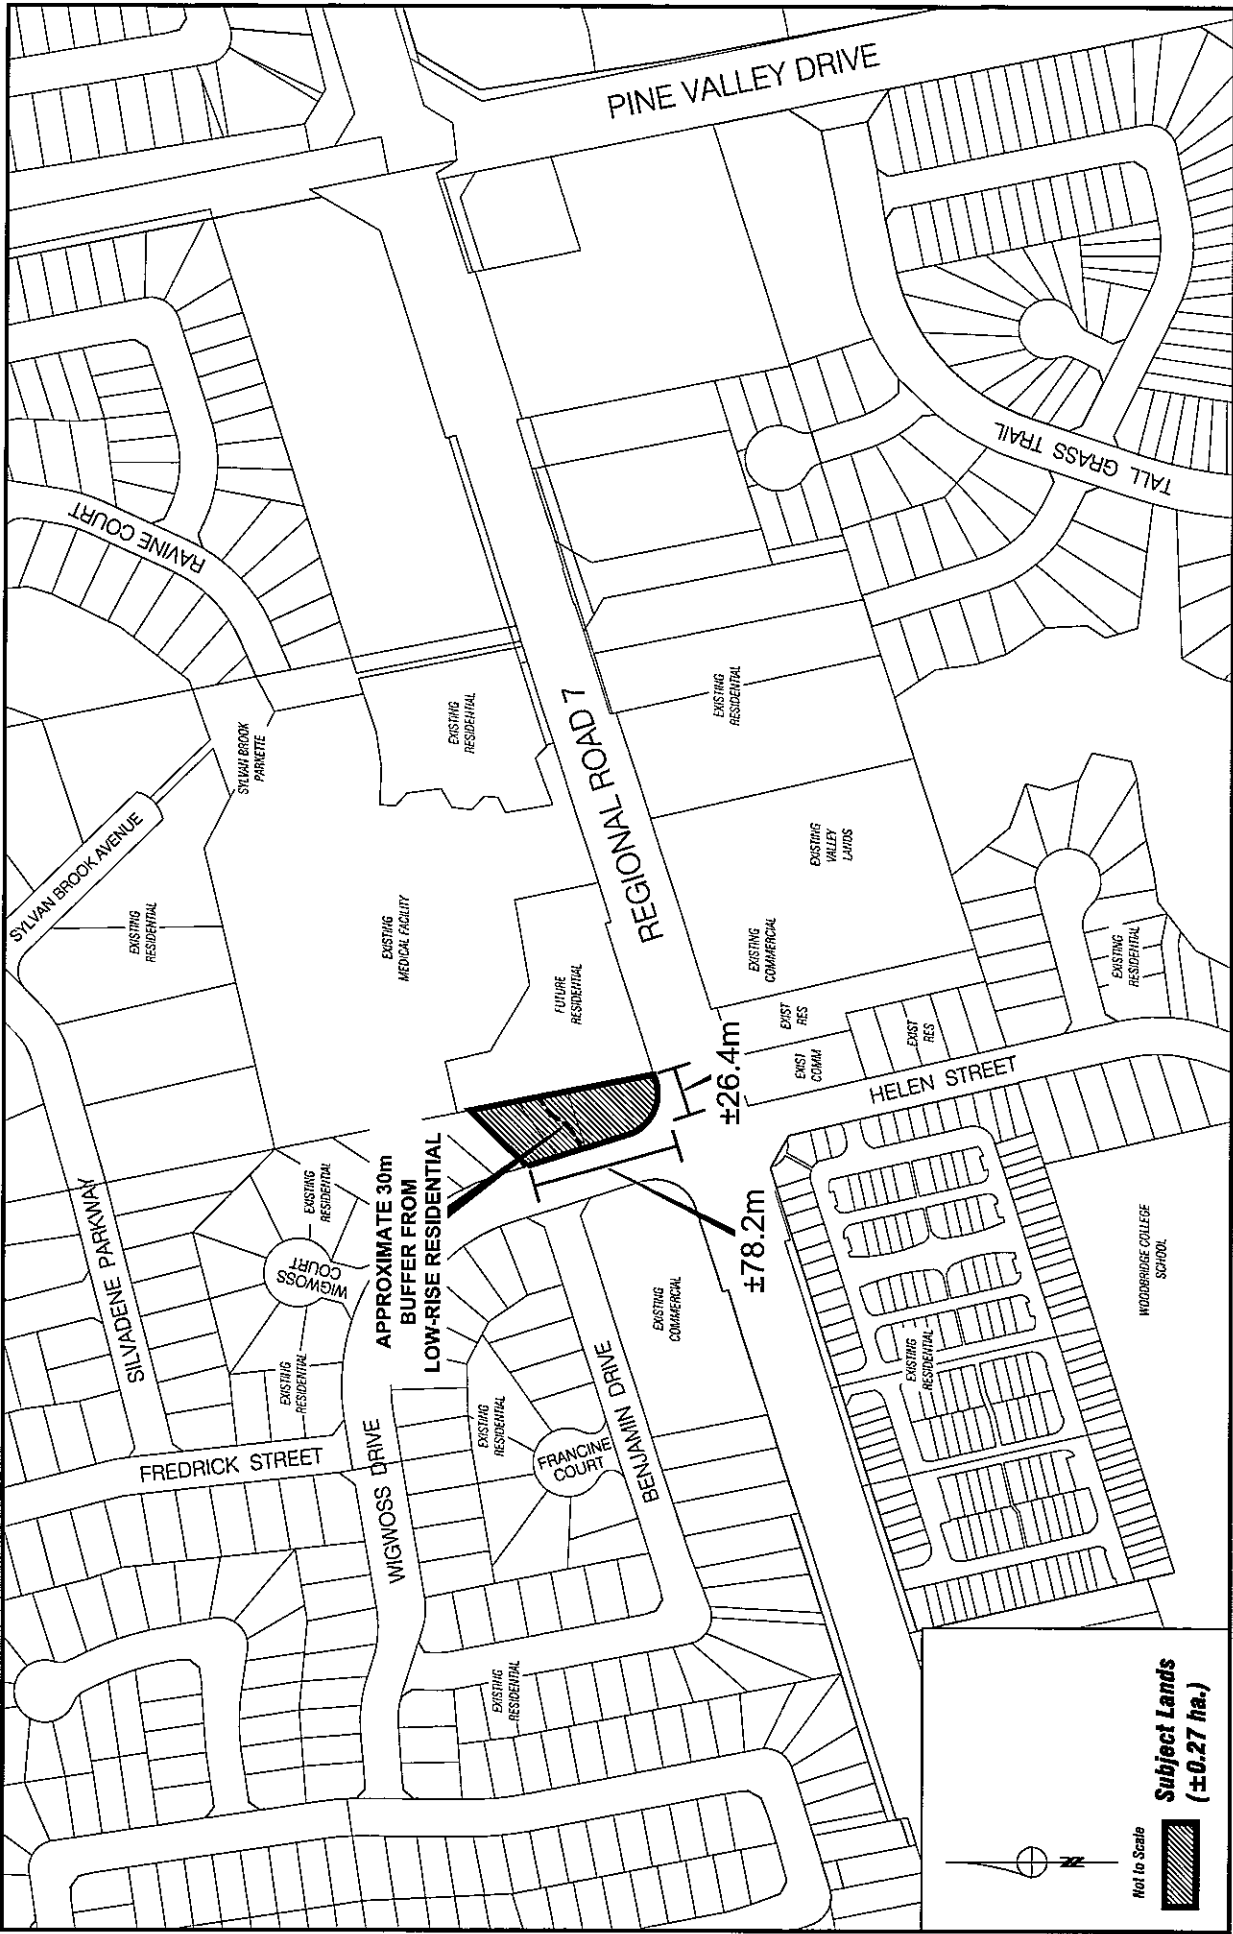 PINE VALLEY DRIVE
RAVINE COURT
TALL GRASS TRAIL
SYLVAN BROOK
PARKETTE
EXISTING
RESIDENTIAL
REGIONAL ROAD 7
EXISTING
RESIDENTIAL
SYLVAN BROOK AVENUE
EXISTING
RESIDENTIAL
EXISTING
MEDICAL FACILITY
EXISTING
VALLEY
LANDS
FUTURE
RESIDENTIAL
EXISTING
COMMERCIAL
EXISTING
RESIDENTIAL
EXIST
RES
EXIST
RES
EXIST
COMM
±26.4m
HELEN STREET
SILVADENE PARKWAY
EXISTING
RESIDENTIAL
WIGWOSS
COURT
APPROXIMATE 30m
BUFFER FROM
LOW-RISE RESIDENTIAL
±78.2m
WOODBRIDGE COLLEGE
SCHOOL
EXISTING
COMMERCIAL
EXISTING
RESIDENTIAL
EXISTING
RESIDENTIAL
EXISTING
RESIDENTIAL
FREDRICK STREET
WIGWOSS DRIVE
FRANCINE
COURT
BENJAMIN DRIVE
EXISTING
RESIDENTIAL
N
Not to Scale
Subject Lands
(±0.27 ha.)